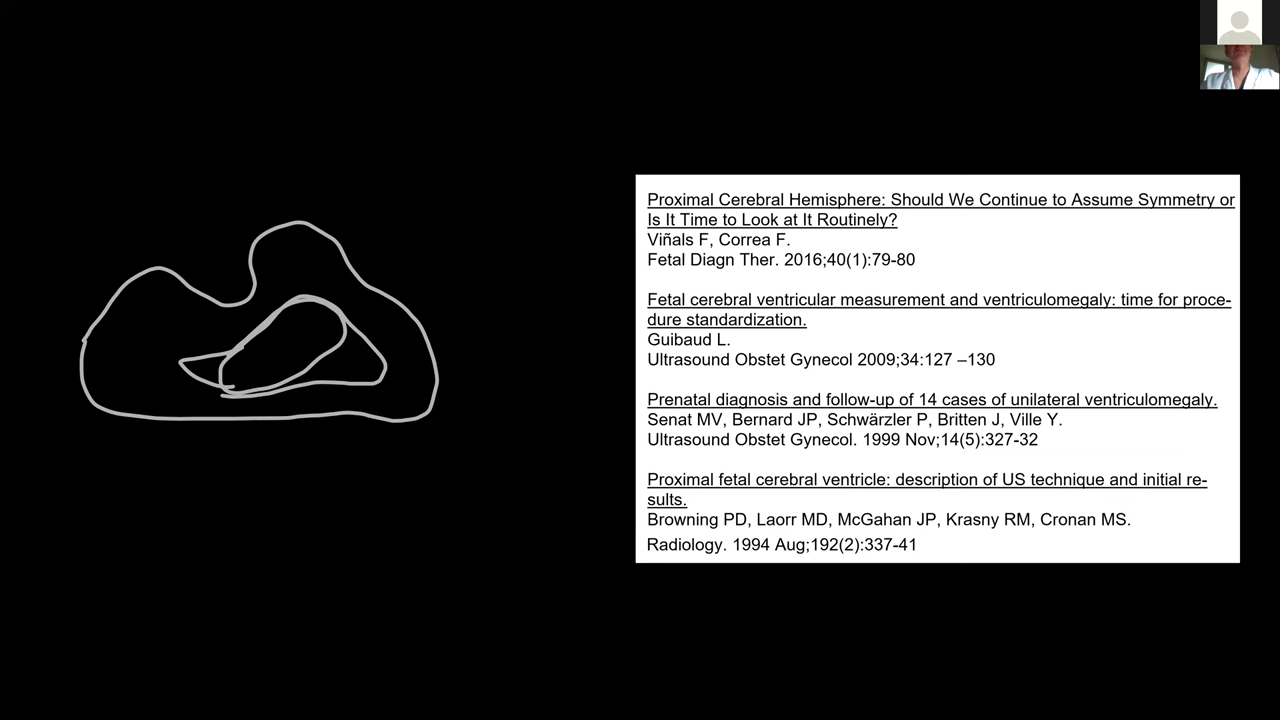 Proximal Cerebral Hemisphere: Should We Continue to Assume Symmetry or
Is It Time to Look at It Routinely?
Viñals F, Correa F.
Fetal Diagn Ther. 2016;40(1):79-80
Fetal cerebral ventricular measurement and ventriculomegaly: time for proce-
dure standardization.
Guibaud L.
Ultrasound Obstet Gynecol 2009;34:127 –130
Prenatal diagnosis and follow-up of 14 cases of unilateral ventriculomegaly.
Senat MV, Bernard JP, Schwärzler P, Britten J, Ville Y.
Ultrasound Obstet Gynecol. 1999 Nov;14(5):327-32
Proximal fetal cerebral ventricle: description of US technique and initial re-
sults.
Browning PD, Laorr MD, McGahan JP, Krasny RM, Cronan MS.
Radiology. 1994 Aug;192(2):337-41